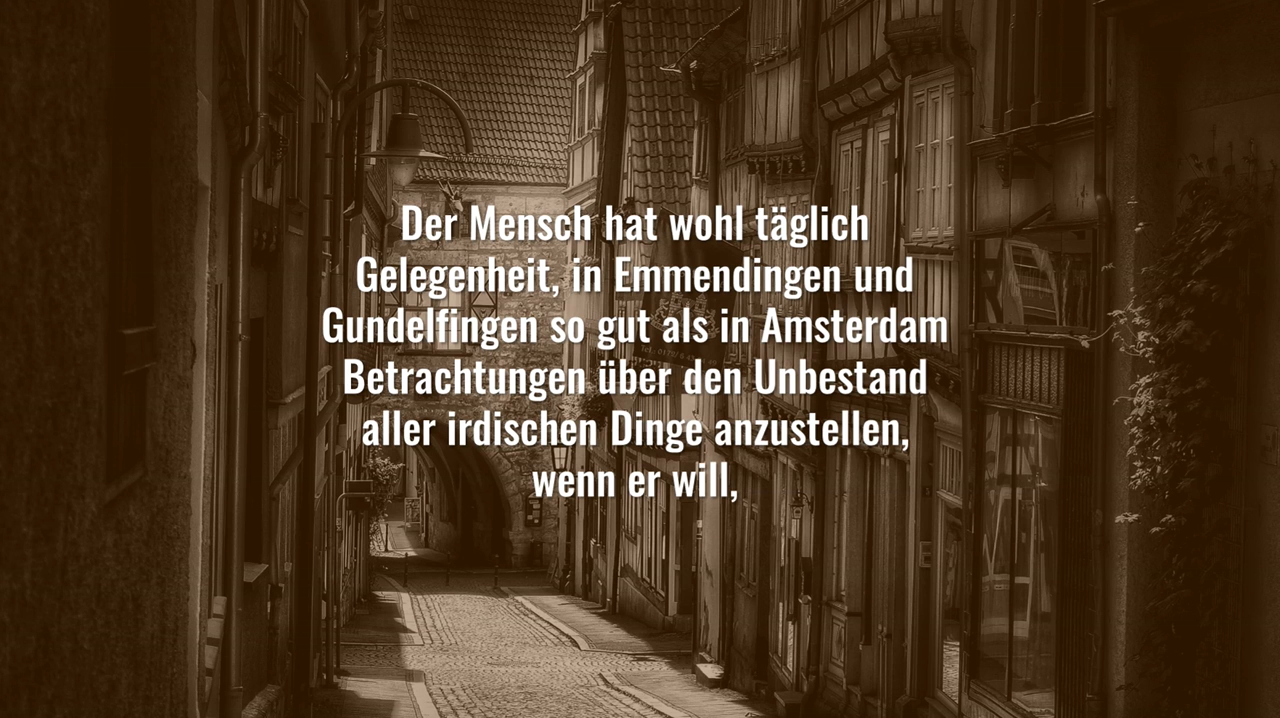 Der Mensch hat wohl täglich
Gelegenheit, in Emmendingen und
Gundelfingen so gut als in Amsterdam
Betrachtungen über den Unbestand
aller irdischen Dinge anzustellen,
wenn er will,